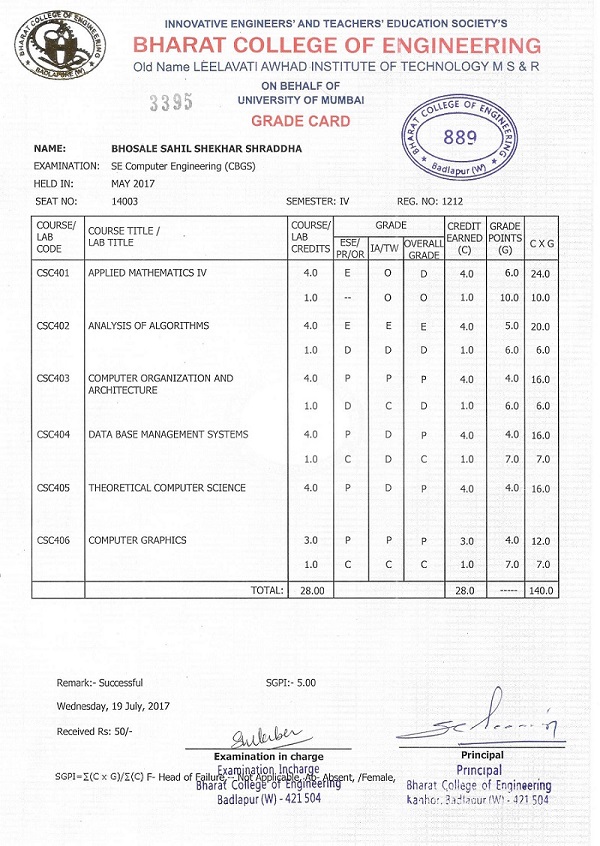 BHARAT COLLEGE OF ENGINEERING
* BADLAPUR (W) *
INNOVATIVE ENGINEERS' AND TEACHERS' EDUCATION SOCIETY'S
BHARAT COLLEGE OF ENGINEERING
Old Name LEELAVATI AWHAD INSTITUTE OF TECHNOLOGY M S & R
ON BEHALF OF
3395
UNIVERSITY OF MUMBAI
GRADE CARD
BHARAT COLLEGE OF ENGINEERING
889
* Badlapur (W) *
NAME: BHOSALE SAHIL SHEKHAR SHRADDHA
EXAMINATION: SE Computer Engineering (CBGS)
HELD IN: MAY 2017
SEAT NO: 14003 SEMESTER: IV REG. NO: 1212
COURSE/ LAB CODE COURSE TITLE / LAB TITLE COURSE/ LAB CREDITS GRADE CREDIT EARNED (C) GRADE POINTS (G) C X G
ESE/ PR/OR IA/TW OVERALL GRADE
CSC401 APPLIED MATHEMATICS IV 4.0 E O D 4.0 6.0 24.0
1.0 -- O O 1.0 10.0 10.0
CSC402 ANALYSIS OF ALGORITHMS 4.0 E E E 4.0 5.0 20.0
1.0 D D D 1.0 6.0 6.0
CSC403 COMPUTER ORGANIZATION AND 4.0 P P P 4.0 4.0 16.0
ARCHITECTURE
1.0 D C D 1.0 6.0 6.0
CSC404 DATA BASE MANAGEMENT SYSTEMS 4.0 P D P 4.0 4.0 16.0
1.0 C D C 1.0 7.0 7.0
CSC405 THEORETICAL COMPUTER SCIENCE 4.0 P D P 4.0 4.0 16.0
CSC406 COMPUTER GRAPHICS 3.0 P P P 3.0 4.0 12.0
1.0 C C C 1.0 7.0 7.0
TOTAL: 28.00 28.0 ----- 140.0
Remark:- Successful SGPI:- 5.00
Wednesday, 19 July, 2017
Received Rs: 50/-
Examination in charge Principal
SGPI=∑(C x G)/∑(C) F- Head of Failure,-- Not Applicable, Ab- Absent, /Female,
Examination Incharge
Bharat College of Engineering
Badlapur (W) - 421 504
Principal
Bharat College of Engineering
Kanhor, Badlapur (W) - 421 504